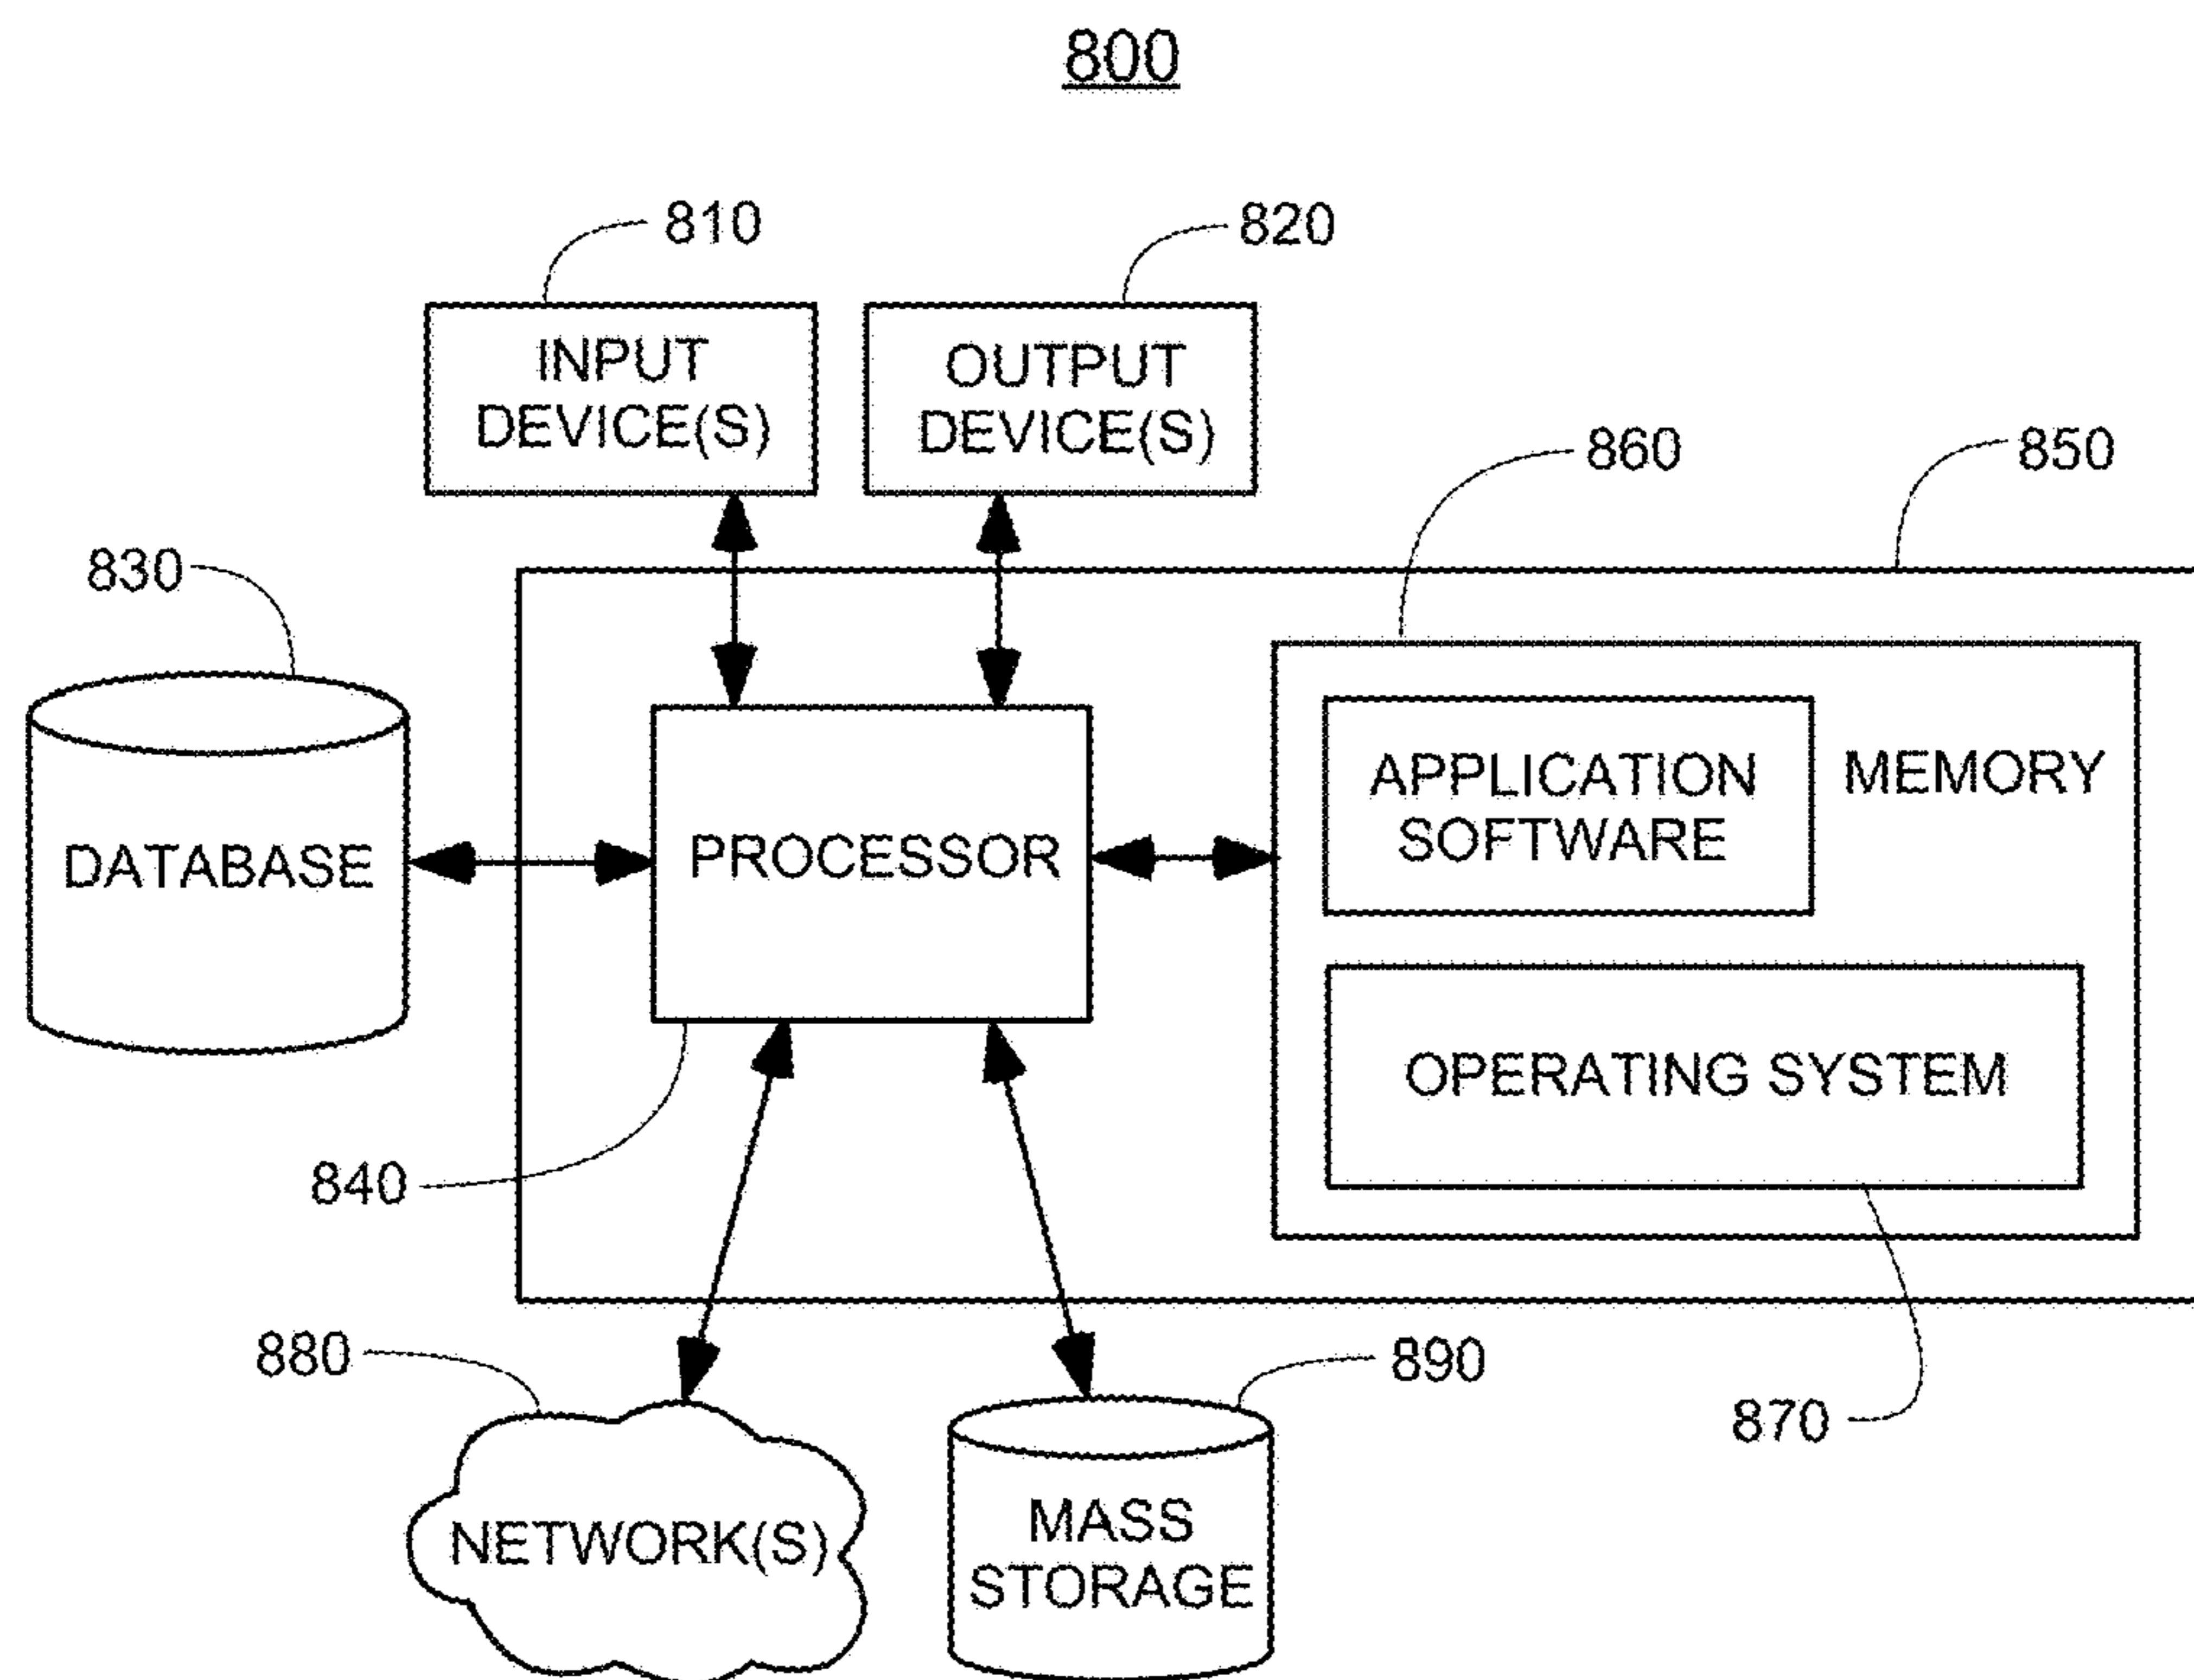 800
810
820
INPUT
DEVICE(S)
OUTPUT
DEVICE(S)
860
850
830
DATABASE
PROCESSOR
APPLICATION
SOFTWARE
MEMORY
OPERATING SYSTEM
840
880
890
870
NETWORK(S)
MASS
STORAGE